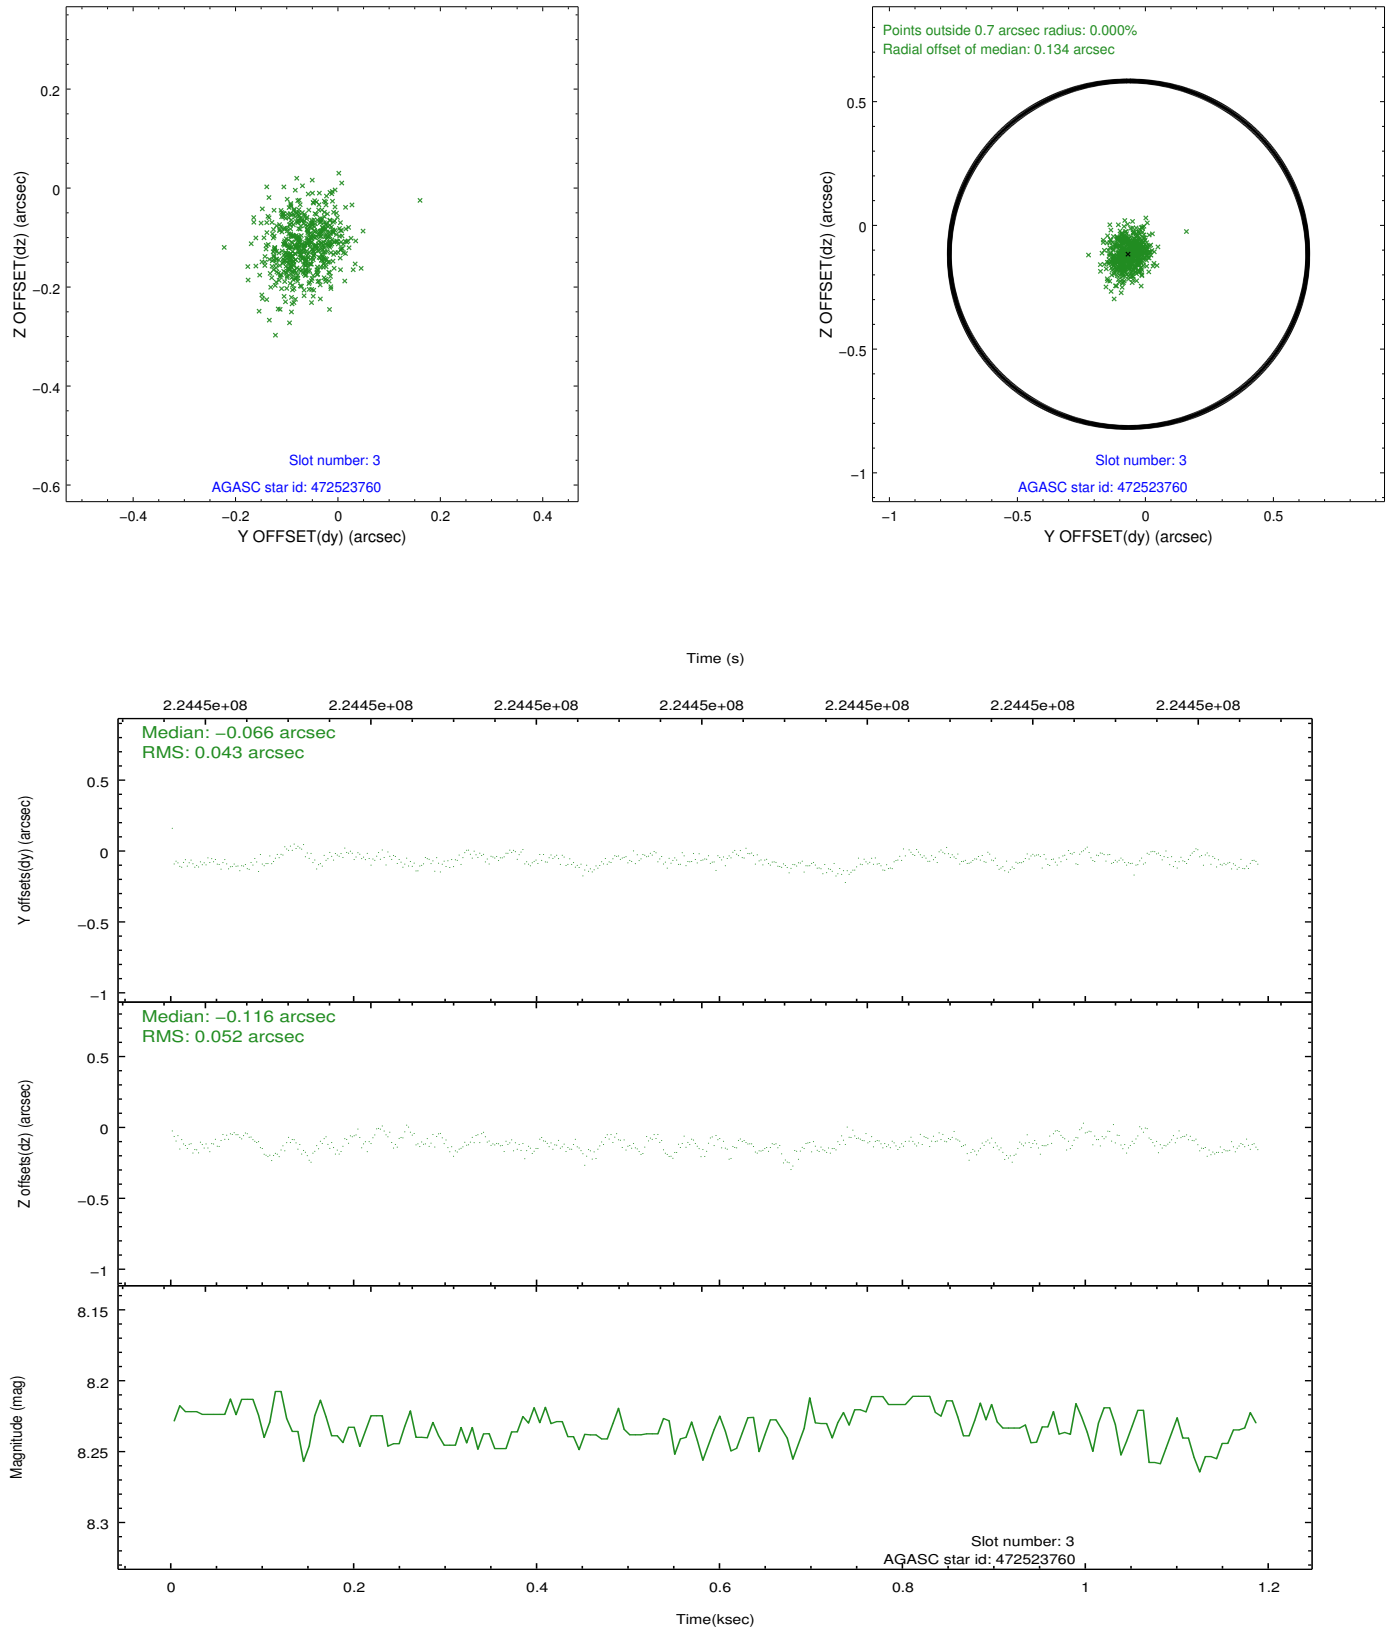 0.2
0
−0.2
−0.4
−0.6
Z OFFSET(dz) (arcsec)
Slot number: 3
AGASC star id: 472523760
−0.4
−0.2
0
0.2
0.4
Y OFFSET(dy) (arcsec)
Points outside 0.7 arcsec radius: 0.000%
Radial offset of median: 0.134 arcsec
0.5
0
−0.5
−1
Z OFFSET(dz) (arcsec)
Slot number: 3
AGASC star id: 472523760
−1
−0.5
0
0.5
Y OFFSET(dy) (arcsec)
Time (s)
2.2445e+08
2.2445e+08
2.2445e+08
2.2445e+08
2.2445e+08
2.2445e+08
2.2445e+08
Median: −0.066 arcsec
RMS: 0.043 arcsec
0.5
0
−0.5
−1
Y offsets(dy) (arcsec)
Median: −0.116 arcsec
RMS: 0.052 arcsec
0.5
0
−0.5
−1
Z offsets(dz) (arcsec)
8.15
8.2
8.25
8.3
Magnitude (mag)
Slot number: 3
AGASC star id: 472523760
0
0.2
0.4
0.6
0.8
1
1.2
Time(ksec)